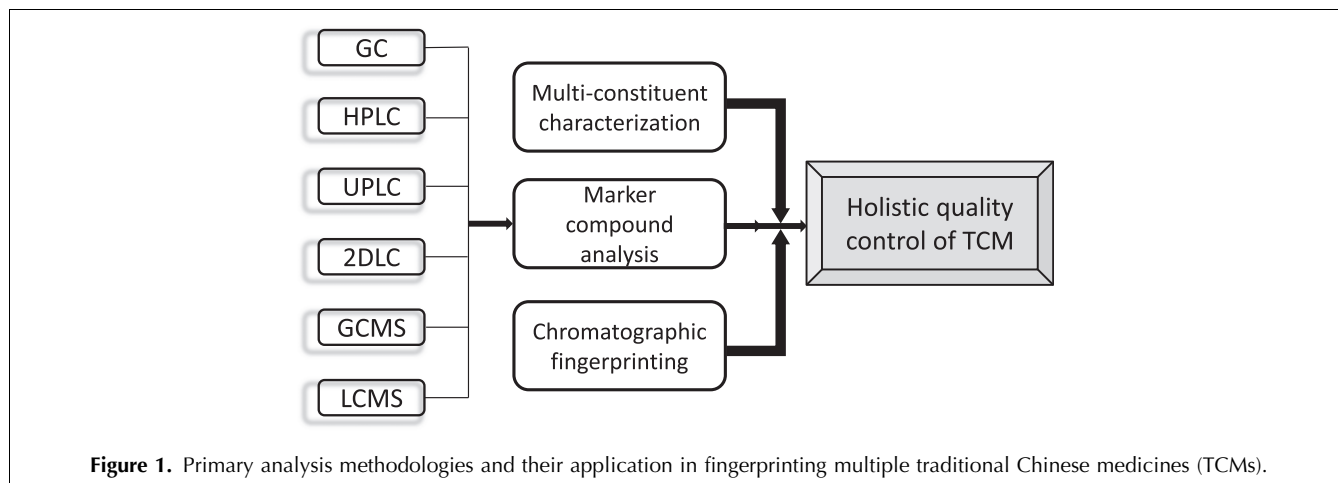 GC
HPLC
UPLC
2DLC
GCMS
LCMS
Multi-constituent
characterization
Marker
compound
analysis
Chromatographic
fingerprinting
Holistic quality
control of TCM
Figure 1. Primary analysis methodologies and their application in fingerprinting multiple traditional Chinese medicines (TCMs).